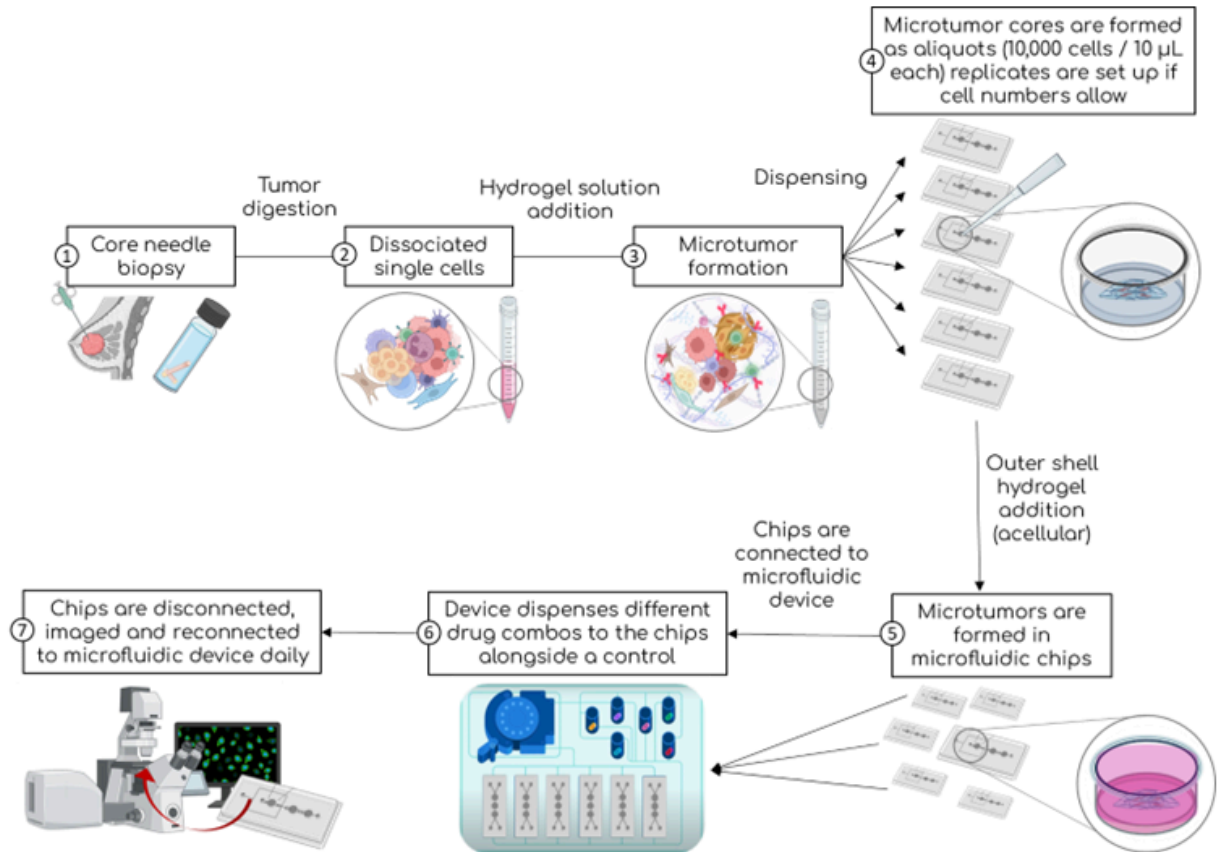 1
Core needle
biopsy
Tumor
digestion
2
Dissociated
single cells
Hydrogel solution
addition
3
Microtumor
formation
Dispensing
4
Microtumor cores are formed
as aliquots (10,000 cells / 10 µL
each) replicates are set up if
cell numbers allow
Outer shell
hydrogel
addition
(acellular)
5
Microtumors are
formed in
microfluidic chips
Chips are
connected to
microfluidic
device
6
Device dispenses different
drug combos to the chips
alongside a control
7
Chips are disconnected,
imaged and reconnected
to microfluidic device daily